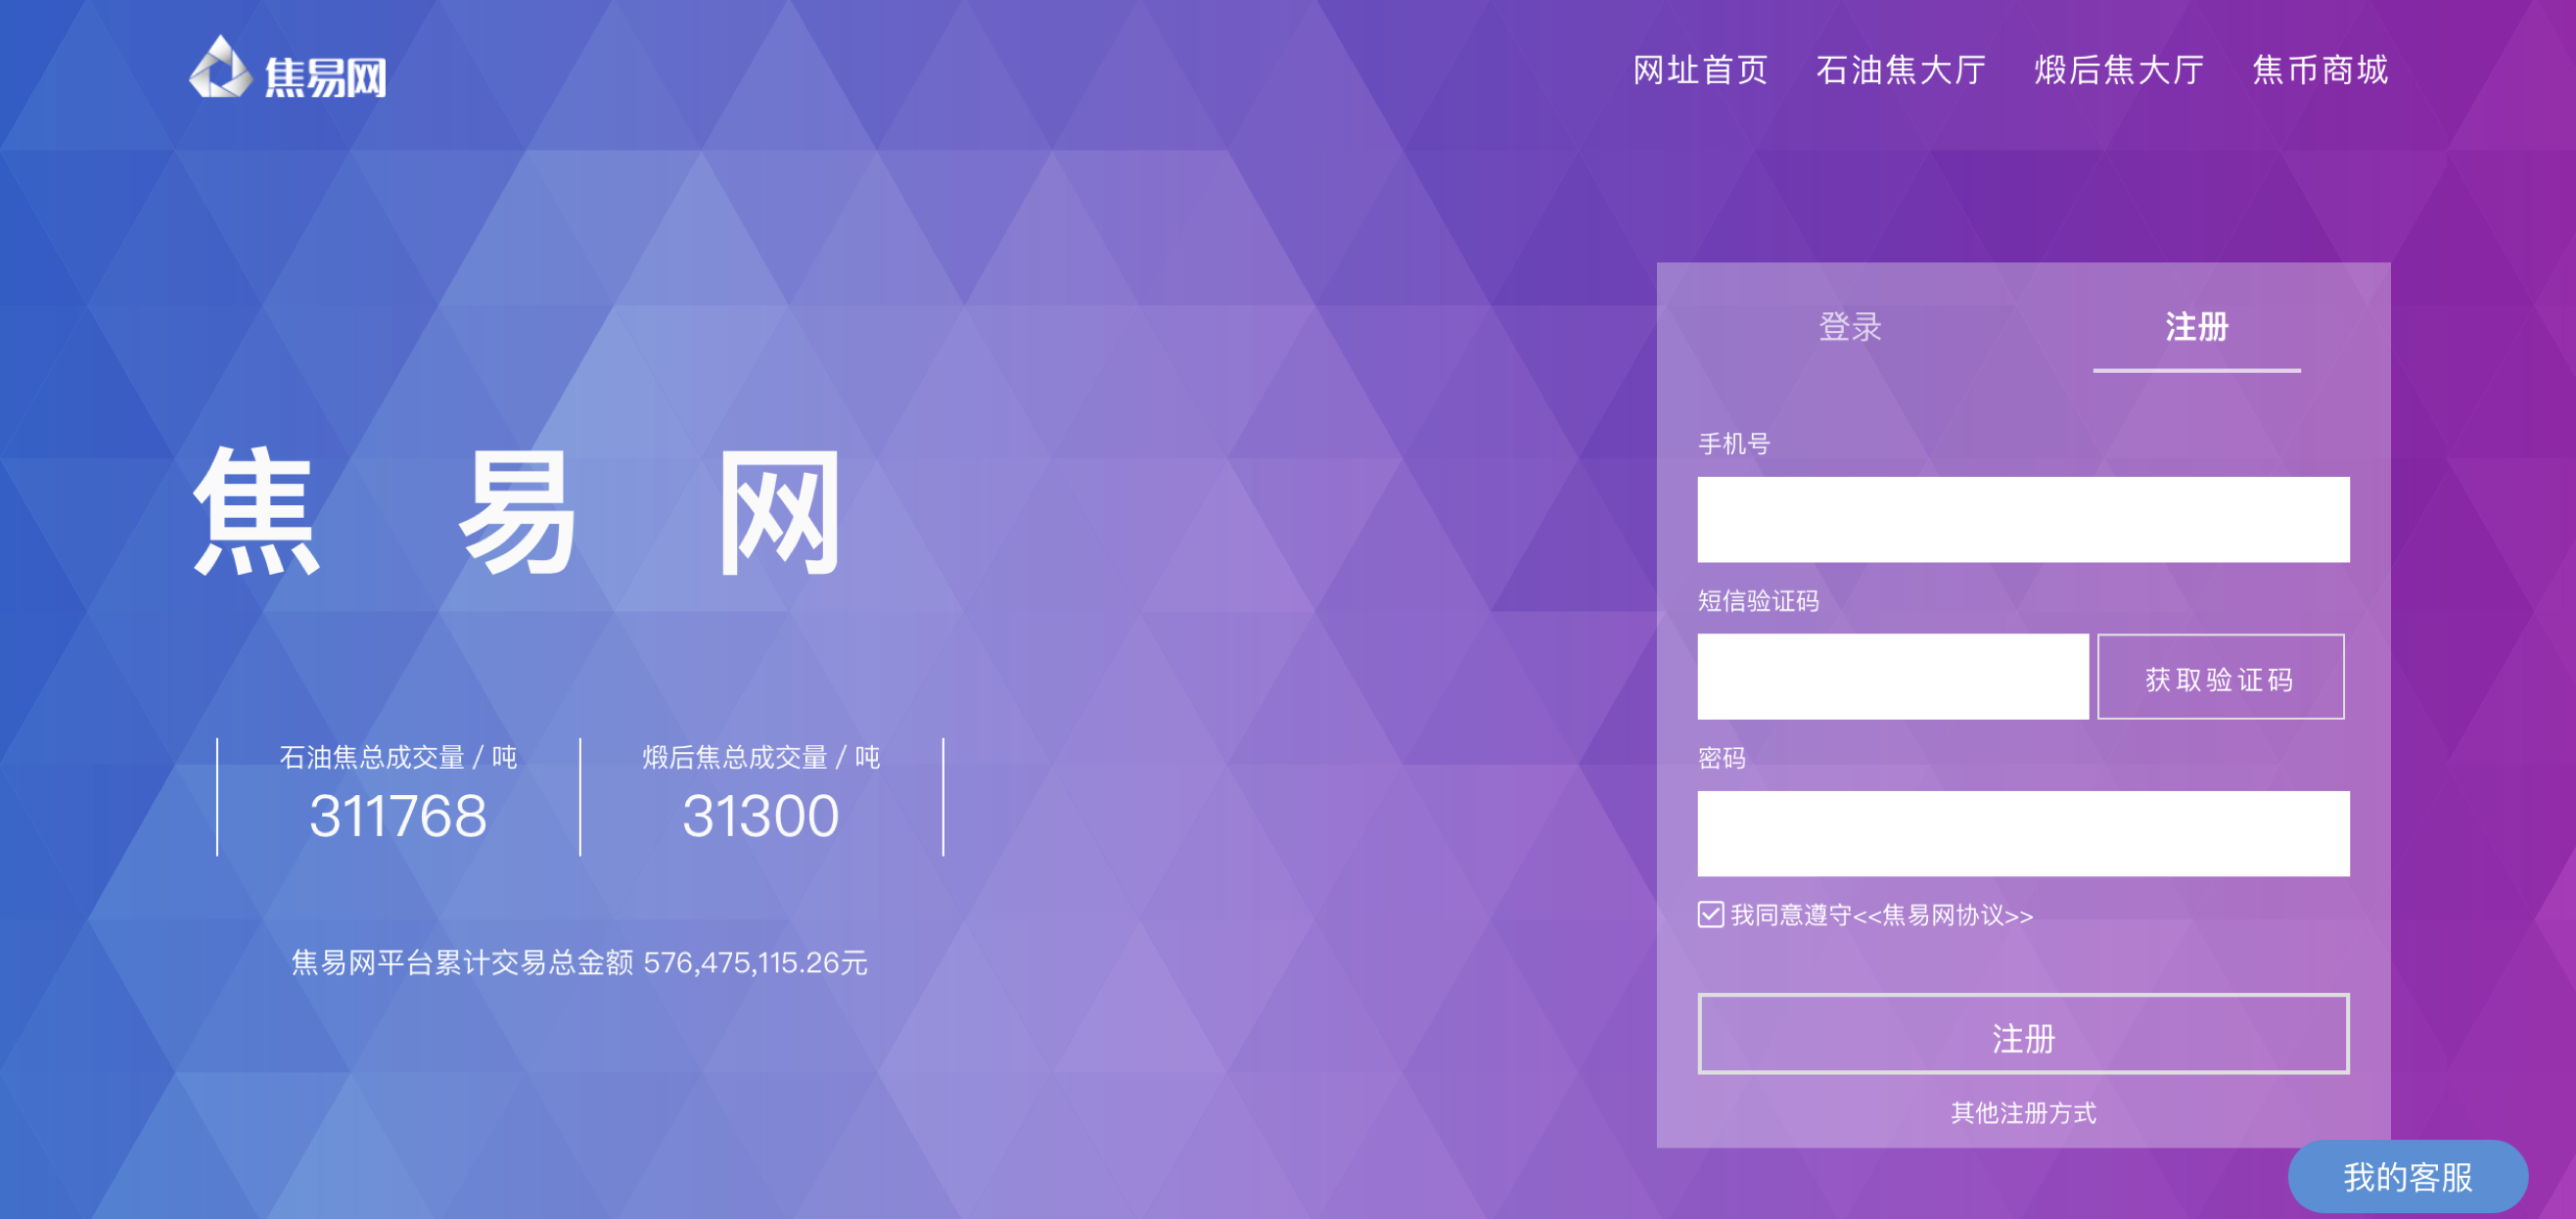 焦易网
网址首页 石油焦大厅 煅后焦大厅 焦币商城
登录 注册
焦 易 网
手机号
短信验证码
获取验证码
石油焦总成交量 / 吨 煅后焦总成交量 / 吨
311768 31300
密码
我同意遵守<<焦易网协议>>
焦易网平台累计交易总金额 576,475,115.26元
注册
其他注册方式
我的客服